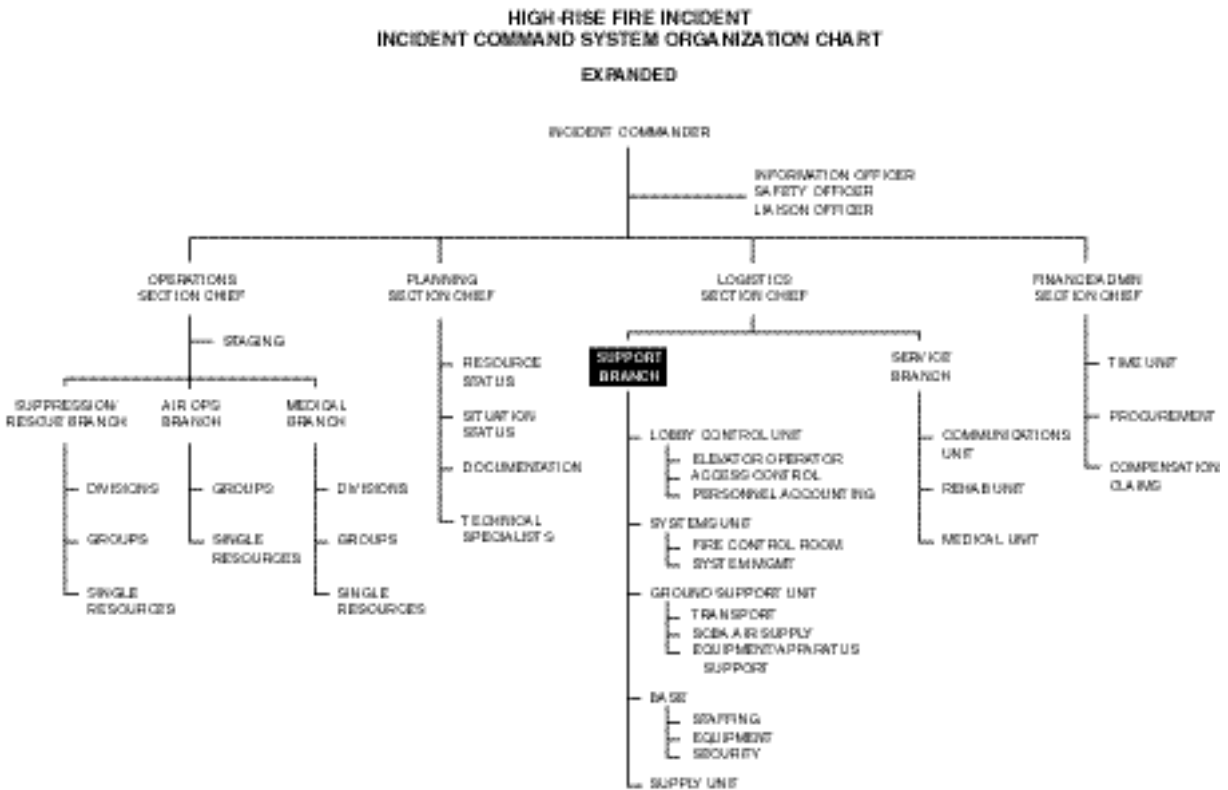 HIGH-RISE FIRE INCIDENT
INCIDENT COMMAND SYSTEM ORGANIZATION CHART
EXPANDED
INCIDENT COMMANDER
INFORMATION OFFICER
SAFETY OFFICER
LIAISON OFFICER
OPERATIONS
SECTION CHIEF
PLANNING
SECTION CHIEF
LOGISTICS
SECTION CHIEF
FINANCE/ADMIN
SECTION CHIEF
STAGING
SUPPRESSION/
RESCUE BRANCH
AIR OPS
BRANCH
MEDICAL
BRANCH
DIVISIONS
GROUPS
SINGLE
RESOURCES
GROUPS
SINGLE
RESOURCES
DIVISIONS
GROUPS
SINGLE
RESOURCES
RESOURCE
STATUS
SITUATION
STATUS
DOCUMENTATION
TECHNICAL
SPECIALISTS
SUPPORT
BRANCH
LOBBY CONTROL UNIT
ELEVATOR OPERATOR
ACCESS CONTROL
PERSONNEL ACCOUNTING
SYSTEMS UNIT
FIRE CONTROL ROOM
SYSTEM MGMT
GROUND SUPPORT UNIT
TRANSPORT
SCBA AIR SUPPLY
EQUIPMENT/APPARATUS
SUPPORT
BASE
STAFFING
EQUIPMENT
SECURITY
SUPPLY UNIT
SERVICE
BRANCH
COMMUNICATIONS
UNIT
REHAB UNIT
MEDICAL UNIT
TIME UNIT
PROCUREMENT
COMPENSATION
CLAIMS